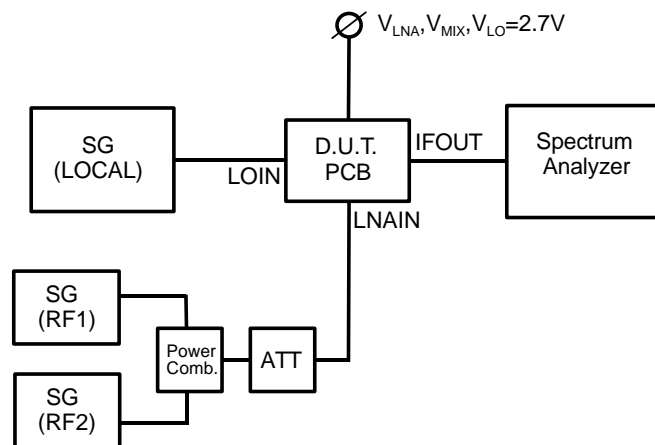 V_LNA,V_MIX,V_LO=2.7V
SG
(LOCAL)
LOIN
D.U.T.
PCB
IFOUT
Spectrum
Analyzer
LNAIN
SG
(RF1)
Power
Comb.
ATT
SG
(RF2)